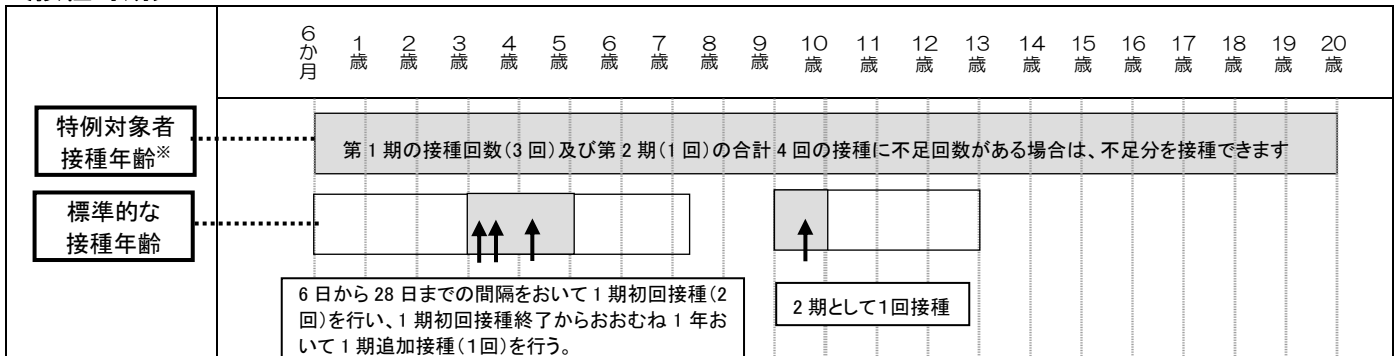 6か月 1歳 2歳 3歳 4歳 5歳 6歳 7歳 8歳 9歳 10歳 11歳 12歳 13歳 14歳 15歳 16歳 17歳 18歳 19歳 20歳
特例対象者
接種年齢※
第1期の接種回数(3回)及び第2期(1回)の合計4回の接種に不足回数がある場合は、不足分を接種できます
標準的な
接種年齢
6日から28日までの間隔をおいて1期初回接種(2
回)を行い、1期初回接種終了からおおむね1年お
いて1期追加接種(1回)を行う。
2期として1回接種